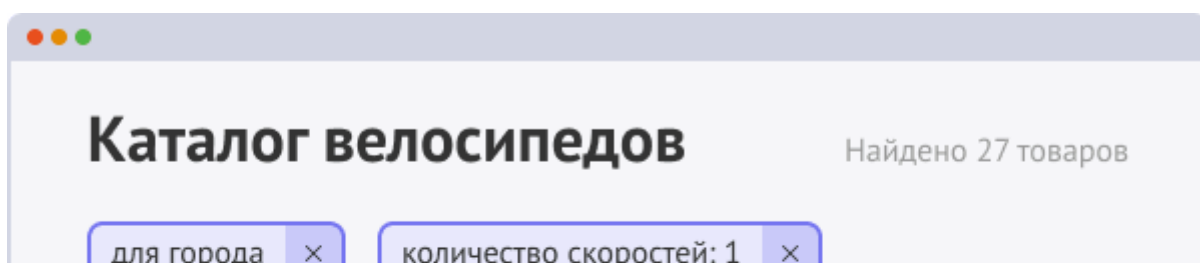 Каталог велосипедов
Найдено 27 товаров
для города ×
количество скоростей: 1 ×